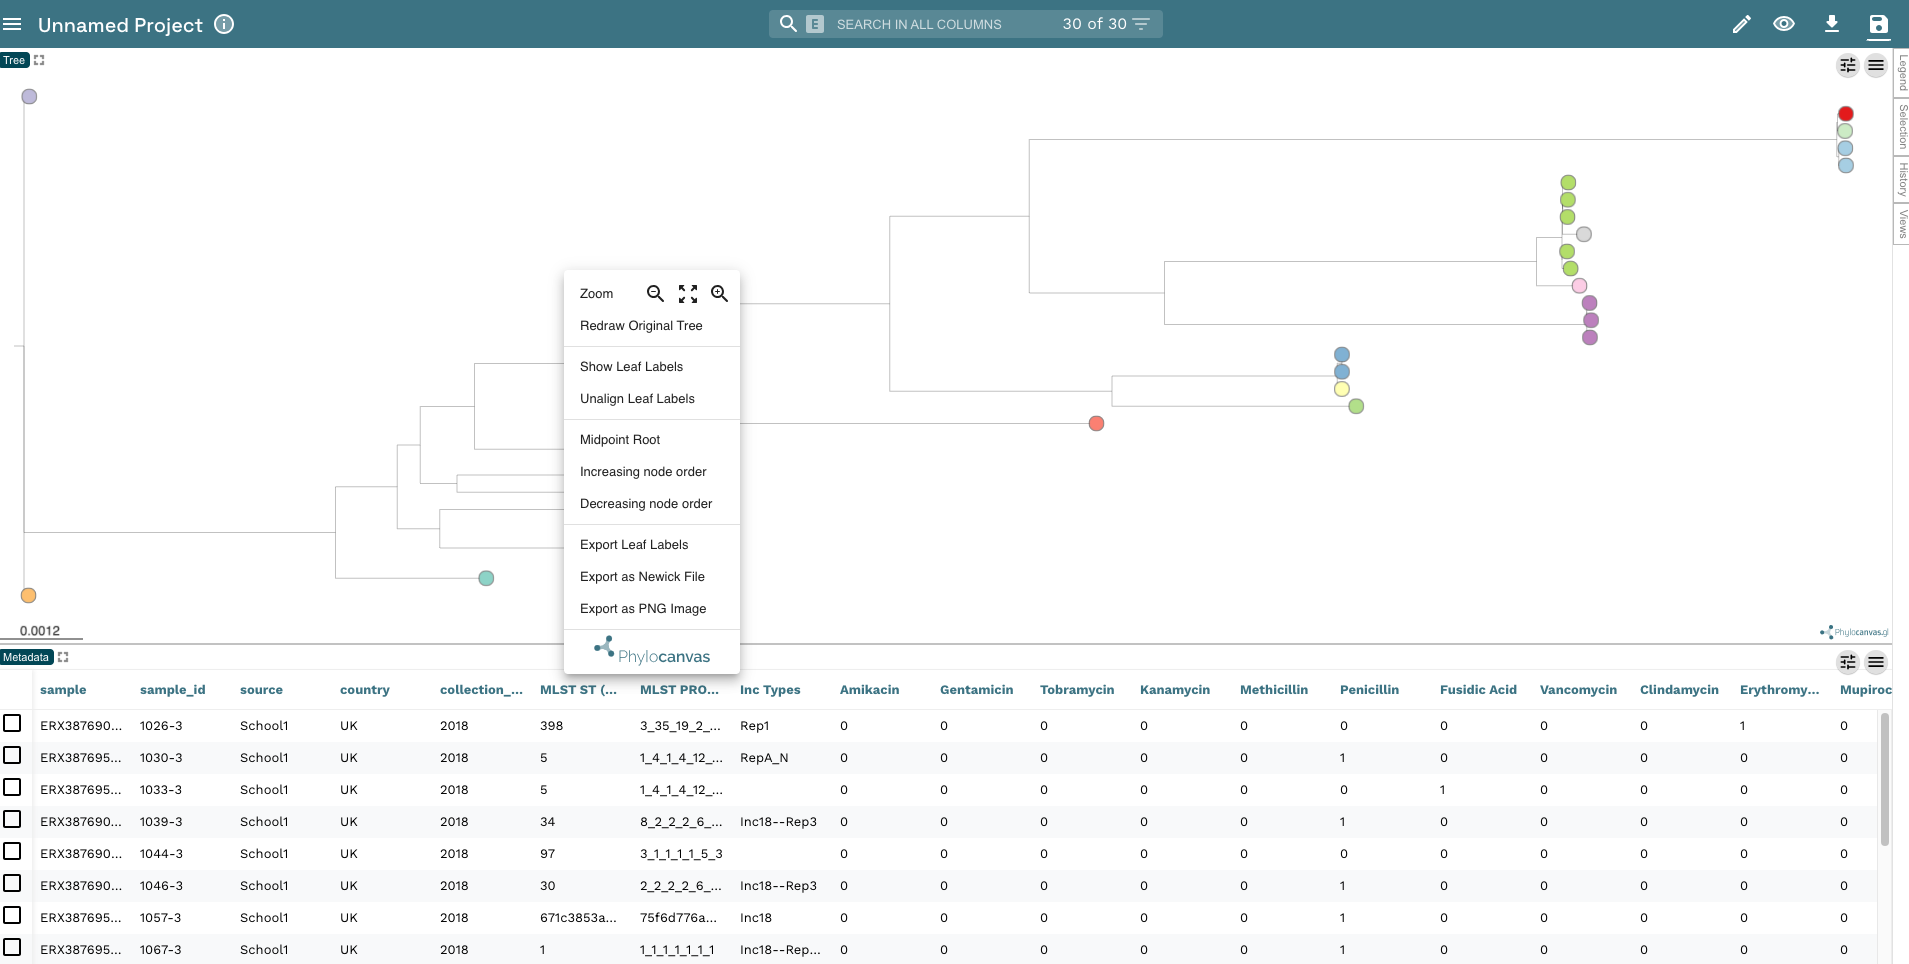 Unnamed Project
E SEARCH IN ALL COLUMNS 30 of 30
Tree
Legend
Selection
History
Views
Zoom
Redraw Original Tree
Show Leaf Labels
Unalign Leaf Labels
Midpoint Root
Increasing node order
Decreasing node order
Export Leaf Labels
Export as Newick File
Export as PNG Image
Phylocanvas
0.0012
Phylocanvas.gl
Metadata
sample sample_id source country collection_... MLST ST (... MLST PRO... Inc Types Amikacin Gentamicin Tobramycin Kanamycin Methicillin Penicillin Fusidic Acid Vancomycin Clindamycin Erythromy... Mupiroc
ERX387690... 1026-3 School1 UK 2018 398 3_35_19_2_... Rep1 0 0 0 0 0 0 0 0 0 1 0
ERX387695... 1030-3 School1 UK 2018 5 1_4_1_4_12_... RepA_N 0 0 0 0 0 1 0 0 0 0 0
ERX387695... 1033-3 School1 UK 2018 5 1_4_1_4_12_... 0 0 0 0 0 0 1 0 0 0 0
ERX387690... 1039-3 School1 UK 2018 34 8_2_2_2_6_... Inc18--Rep3 0 0 0 0 0 1 0 0 0 0 0
ERX387690... 1044-3 School1 UK 2018 97 3_1_1_1_1_5_3 0 0 0 0 0 0 0 0 0 0 0
ERX387690... 1046-3 School1 UK 2018 30 2_2_2_2_6_... Inc18--Rep3 0 0 0 0 0 1 0 0 0 0 0
ERX387695... 1057-3 School1 UK 2018 671c3853a... 75f6d776a... Inc18 0 0 0 0 0 1 0 0 0 0 0
ERX387695... 1067-3 School1 UK 2018 1 1_1_1_1_1_1_1 Inc18--Rep... 0 0 0 0 0 1 0 0 0 0 0